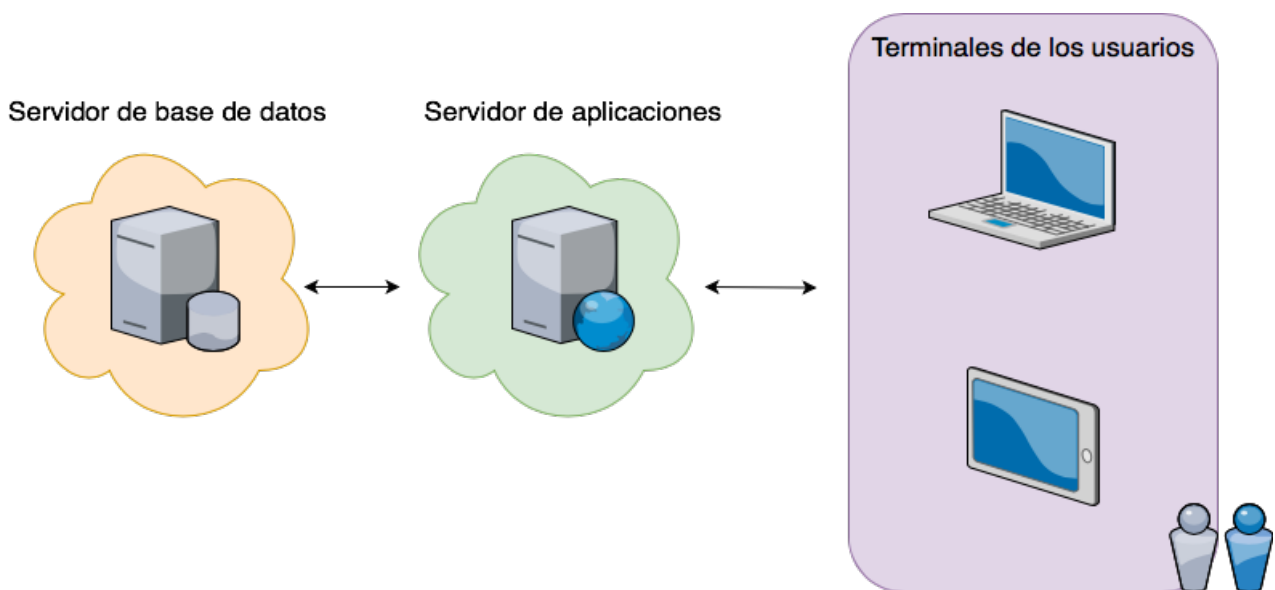 Terminales de los usuarios
Servidor de base de datos
Servidor de aplicaciones